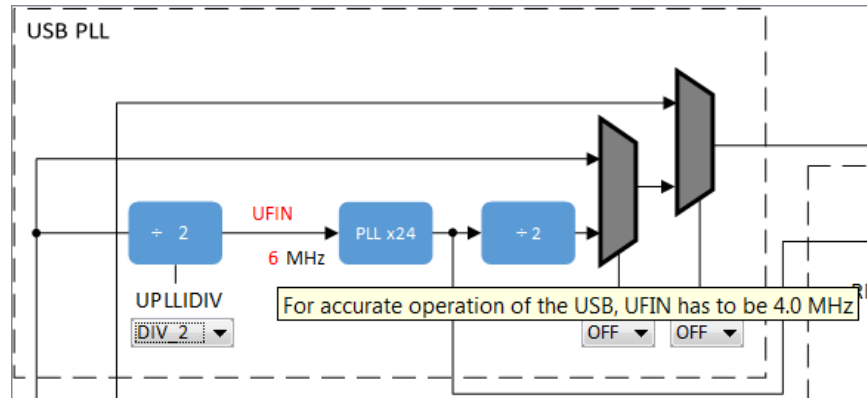 USB PLL
UFIN
÷ 2
PLL x24
÷ 2
6 MHz
UPLLIDIV
For accurate operation of the USB, UFIN has to be 4.0 MHz
DIV_2
OFF
OFF